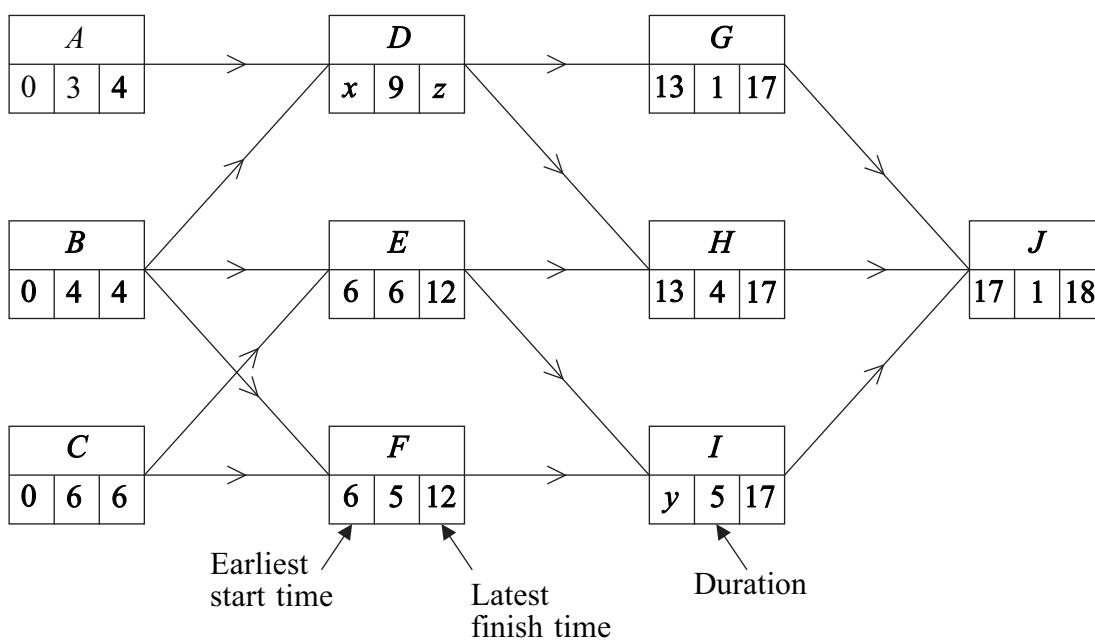 A D G
0 3 4 x 9 z 13 1 17
B E H J
0 4 4 6 6 12 13 4 17 17 1 18
C F I
0 6 6 6 5 12 y 5 17
Earliest
start time
Latest
finish time
Duration